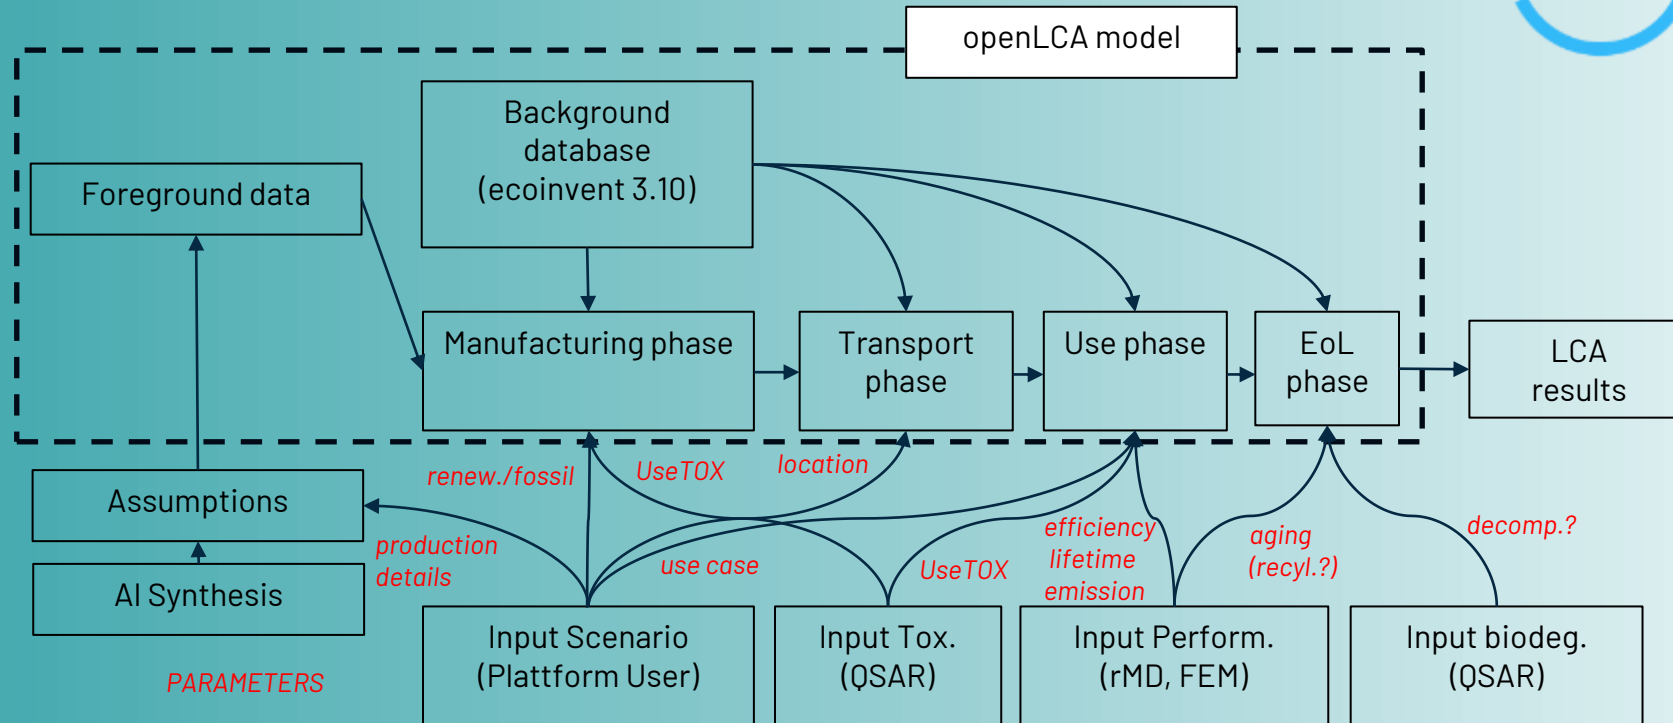 openLCA model
Background
database
(ecoinvent 3.10)
Foreground data
Manufacturing phase
Transport
phase
Use phase
EoL
phase
LCA
results
renew./fossil
UseTOX
location
Assumptions
production
details
use case
UseTOX
efficiency
lifetime
emission
aging
(recyl.?)
decomp.?
AI Synthesis
Input Scenario
(Plattform User)
Input Tox.
(QSAR)
Input Perform.
(rMD, FEM)
Input biodeg.
(QSAR)
PARAMETERS